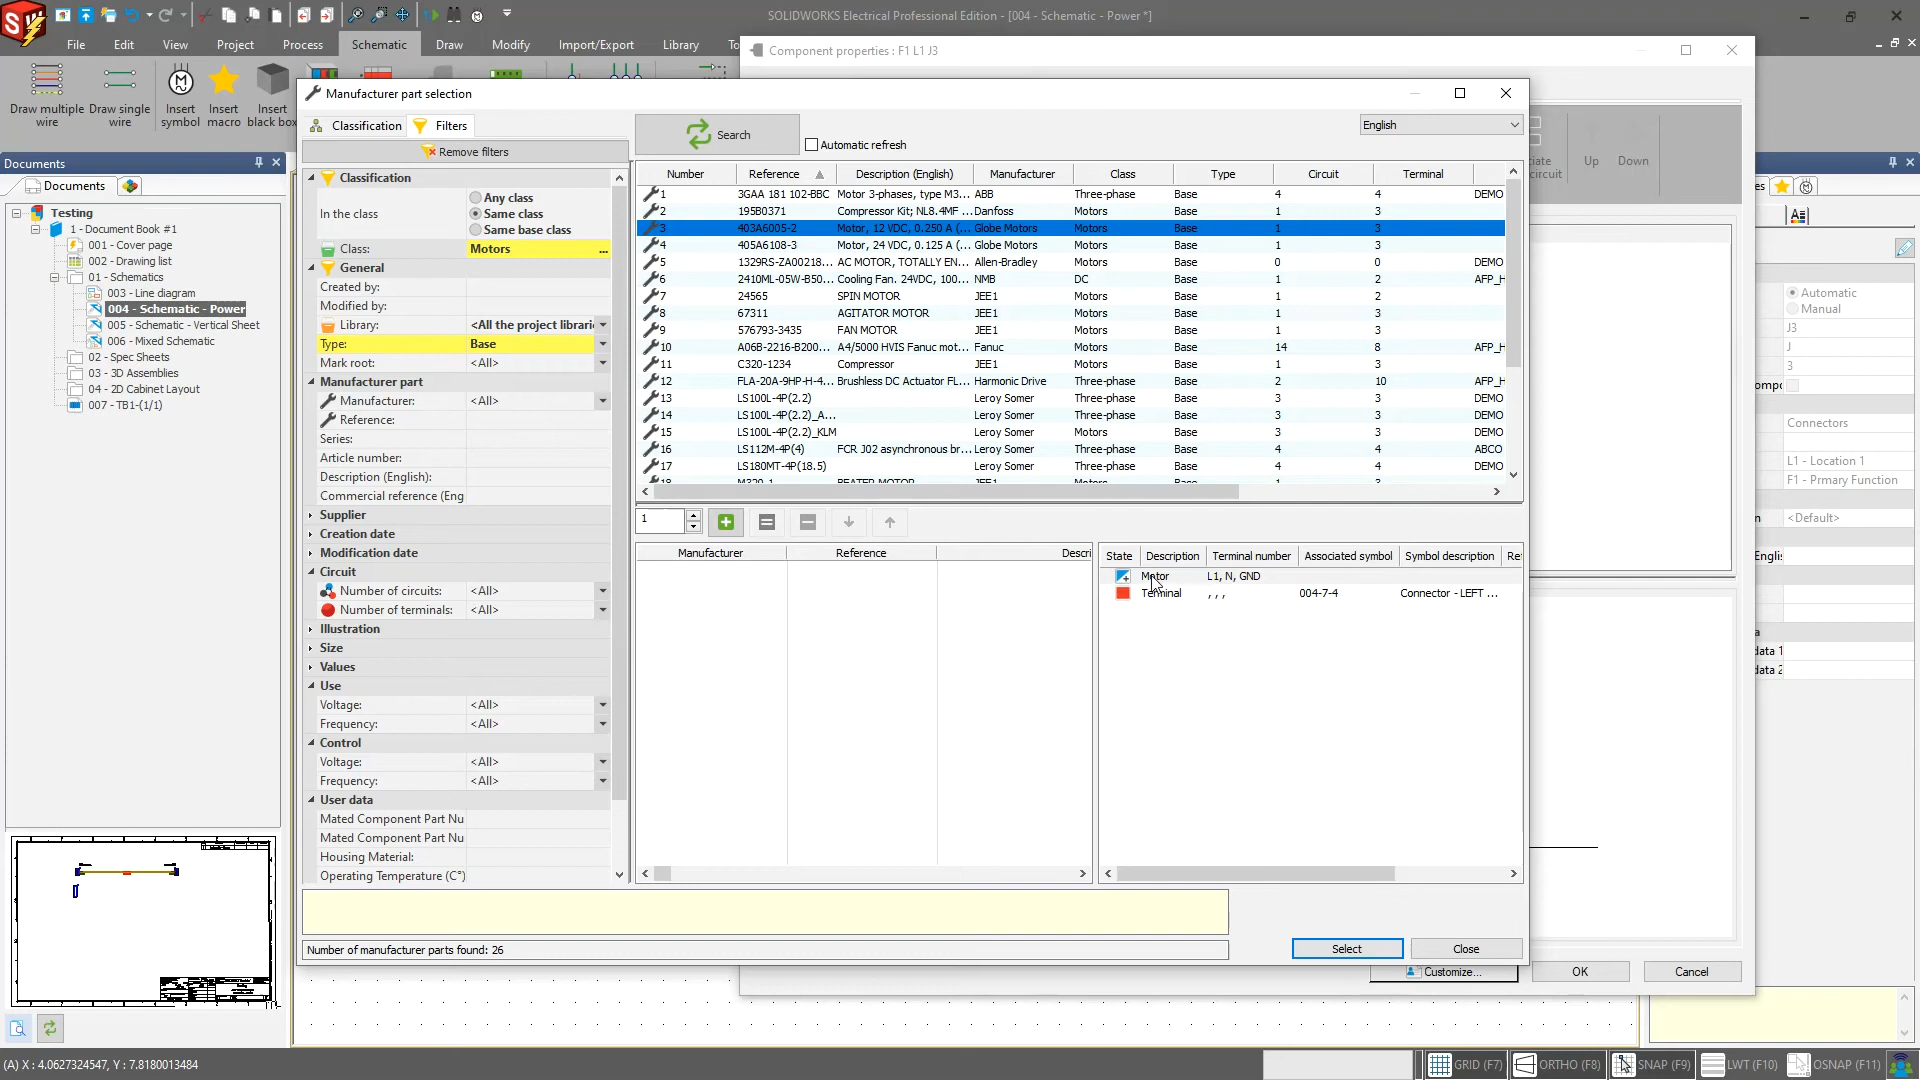 SOLIDWORKS Electrical Professional Edition - [004 - Schematic - Power *]
File Edit View Project Process Schematic Draw Modify Import/Export Library To
Component properties : F1 L1 J3
Draw multiple wire
Draw single wire
Insert symbol
Insert macro
Insert black box
Manufacturer part selection
Classification
Filters
Remove filters
Search
Automatic refresh
English
Up
Down
Documents
Documents
Testing
1 - Document Book #1
001 - Cover page
002 - Drawing list
01 - Schematics
003 - Line diagram
004 - Schematic - Power
005 - Schematic - Vertical Sheet
006 - Mixed Schematic
02 - Spec Sheets
03 - 3D Assemblies
04 - 2D Cabinet Layout
007 - TB1-(1/1)
Classification
In the class
Any class
Same class
Same base class
Class: Motors ...
General
Created by:
Modified by:
Library: <All the project librari
Type: Base
Mark root: <All>
Manufacturer part
Manufacturer: <All>
Reference:
Series:
Article number:
Description (English):
Commercial reference (Eng
Supplier
Creation date
Modification date
Circuit
Number of circuits: <All>
Number of terminals: <All>
Illustration
Size
Values
Use
Voltage: <All>
Frequency: <All>
Control
Voltage: <All>
Frequency: <All>
User data
Mated Component Part Nu
Mated Component Part Nu
Housing Material:
Operating Temperature (C°)
Number Reference Description (English) Manufacturer Class Type Circuit Terminal
1 3GAA 181 102-BBC Motor 3-phases, type M3... ABB Three-phase Base 4 4 DEMO
2 195B0371 Compressor Kit; NL8.4MF ... Danfoss Motors Base 1 3
3 403A6005-2 Motor, 12 VDC, 0.250 A (... Globe Motors Motors Base 1 3
4 405A6108-3 Motor, 24 VDC, 0.125 A (... Globe Motors Motors Base 1 3
5 1329RS-ZA00218... AC MOTOR, TOTALLY EN... Allen-Bradley Motors Base 0 0 DEMO
6 2410ML-05W-B50... Cooling Fan. 24VDC, 100... NMB DC Base 1 2 AFP_H
7 24565 SPIN MOTOR JEE1 Motors Base 1 2
8 67311 AGITATOR MOTOR JEE1 Motors Base 1 3
9 576793-3435 FAN MOTOR JEE1 Motors Base 1 3
10 A06B-2216-B200... A4/5000 HVIS Fanuc mot... Fanuc Motors Base 14 8 AFP_H
11 C320-1234 Compressor JEE1 Motors Base 1 3
12 FLA-20A-9HP-H-4... Brushless DC Actuator FL... Harmonic Drive Three-phase Base 2 10 AFP_H
13 LS100L-4P(2.2) Leroy Somer Three-phase Base 3 3 DEMO
14 LS100L-4P(2.2)_A... Leroy Somer Three-phase Base 3 3 DEMO
15 LS100L-4P(2.2)_KLM Leroy Somer Motors Base 3 3 DEMO
16 LS112M-4P(4) FCR J02 asynchronous br... Leroy Somer Three-phase Base 4 4 ABCO
17 LS180MT-4P(18.5) Leroy Somer Three-phase Base 4 4 DEMO
1
Manufacturer Reference Descri
State Description Terminal number Associated symbol Symbol description Re
Motor L1, N, GND
Terminal , , , 004-7-4 Connector - LEFT ...
Number of manufacturer parts found: 26
Select
Close
Customize...
OK
Cancel
Automatic
Manual
J3
J
3
Connectors
L1 - Location 1
F1 - Prmary Function
<Default>
data 1
data 2
(A) X : 4.0627324547, Y : 7.8180013484
GRID (F7) ORTHO (F8) SNAP (F9) LWT (F10) OSNAP (F11)